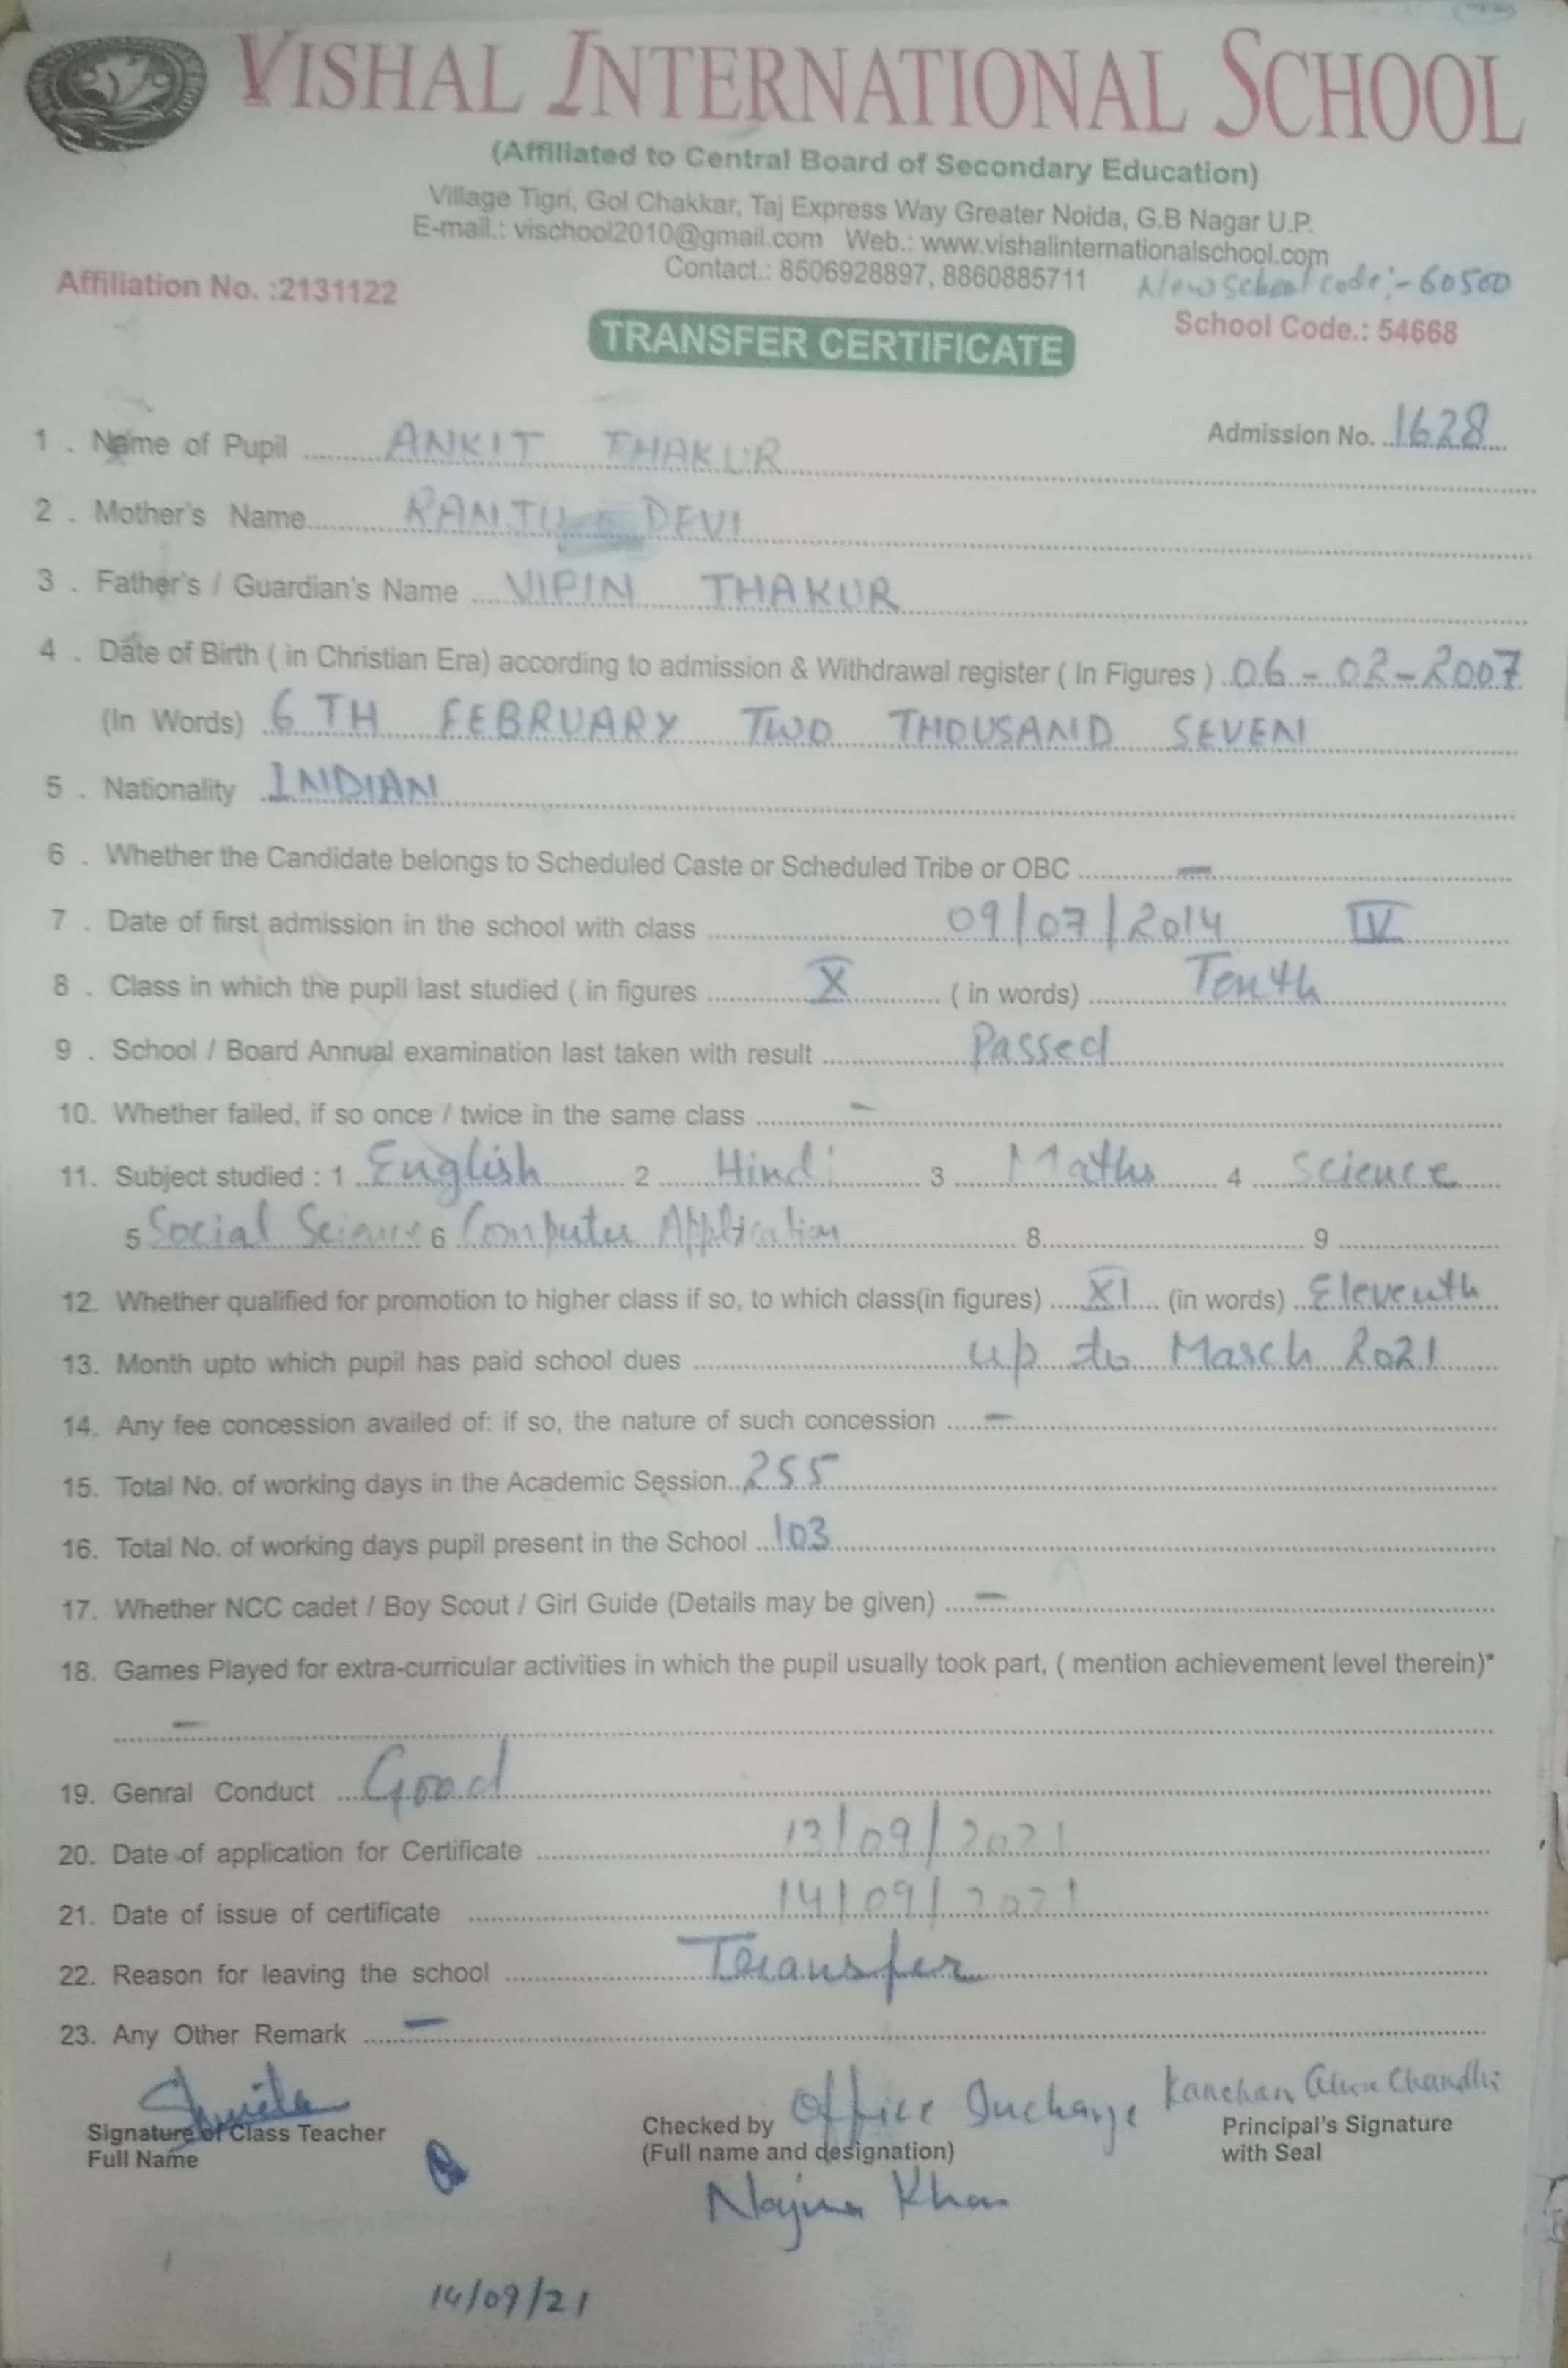 VISHAL INTERNATIONAL SCHOOL
(Affiliated to Central Board of Secondary Education)
Village Tigri, Gol Chakkar, Taj Express Way Greater Noida, G.B Nagar U.P.
E-mail.: vischool2010@gmail.com Web.: www.vishalinternationalschool.com
Contact.: 8506928897, 8860885711
New School code:- 60500
Affiliation No. :2131122
School Code.: 54668
TRANSFER CERTIFICATE
Admission No. 1628
1 . Name of Pupil ANKIT THAKUR
2 . Mother's Name DEVI
3 . Father's / Guardian's Name VIPIN THAKUR
4 . Date of Birth ( in Christian Era) according to admission & Withdrawal register ( In Figures ) 06-02-2007
(In Words) 6TH FEBRUARY TWO THOUSAND SEVEN
5 . Nationality INDIAN
6 . Whether the Candidate belongs to Scheduled Caste or Scheduled Tribe or OBC –
7 . Date of first admission in the school with class 09/07/2014 IV
8 . Class in which the pupil last studied ( in figures X ( in words) Tenth
9 . School / Board Annual examination last taken with result Passed
10. Whether failed, if so once / twice in the same class –
11. Subject studied : 1 English 2 Hindi 3 Maths 4 Science
5 Social Science 6 Computer Application 8 9
12. Whether qualified for promotion to higher class if so, to which class(in figures) XI (in words) Eleventh
13. Month upto which pupil has paid school dues up to March 2021
14. Any fee concession availed of: if so, the nature of such concession –
15. Total No. of working days in the Academic Session 255
16. Total No. of working days pupil present in the School 103
17. Whether NCC cadet / Boy Scout / Girl Guide (Details may be given) –
18. Games Played for extra-curricular activities in which the pupil usually took part, ( mention achievement level therein)*
–
19. Genral Conduct Good
20. Date of application for Certificate 13/09/2021
21. Date of issue of certificate 14/09/2021
22. Reason for leaving the school Transfer
23. Any Other Remark –
Signature of Class Teacher
Full Name
Checked by Office Incharge
(Full name and designation)
Najma Khan
Kanchan
Principal's Signature
with Seal
14/09/21